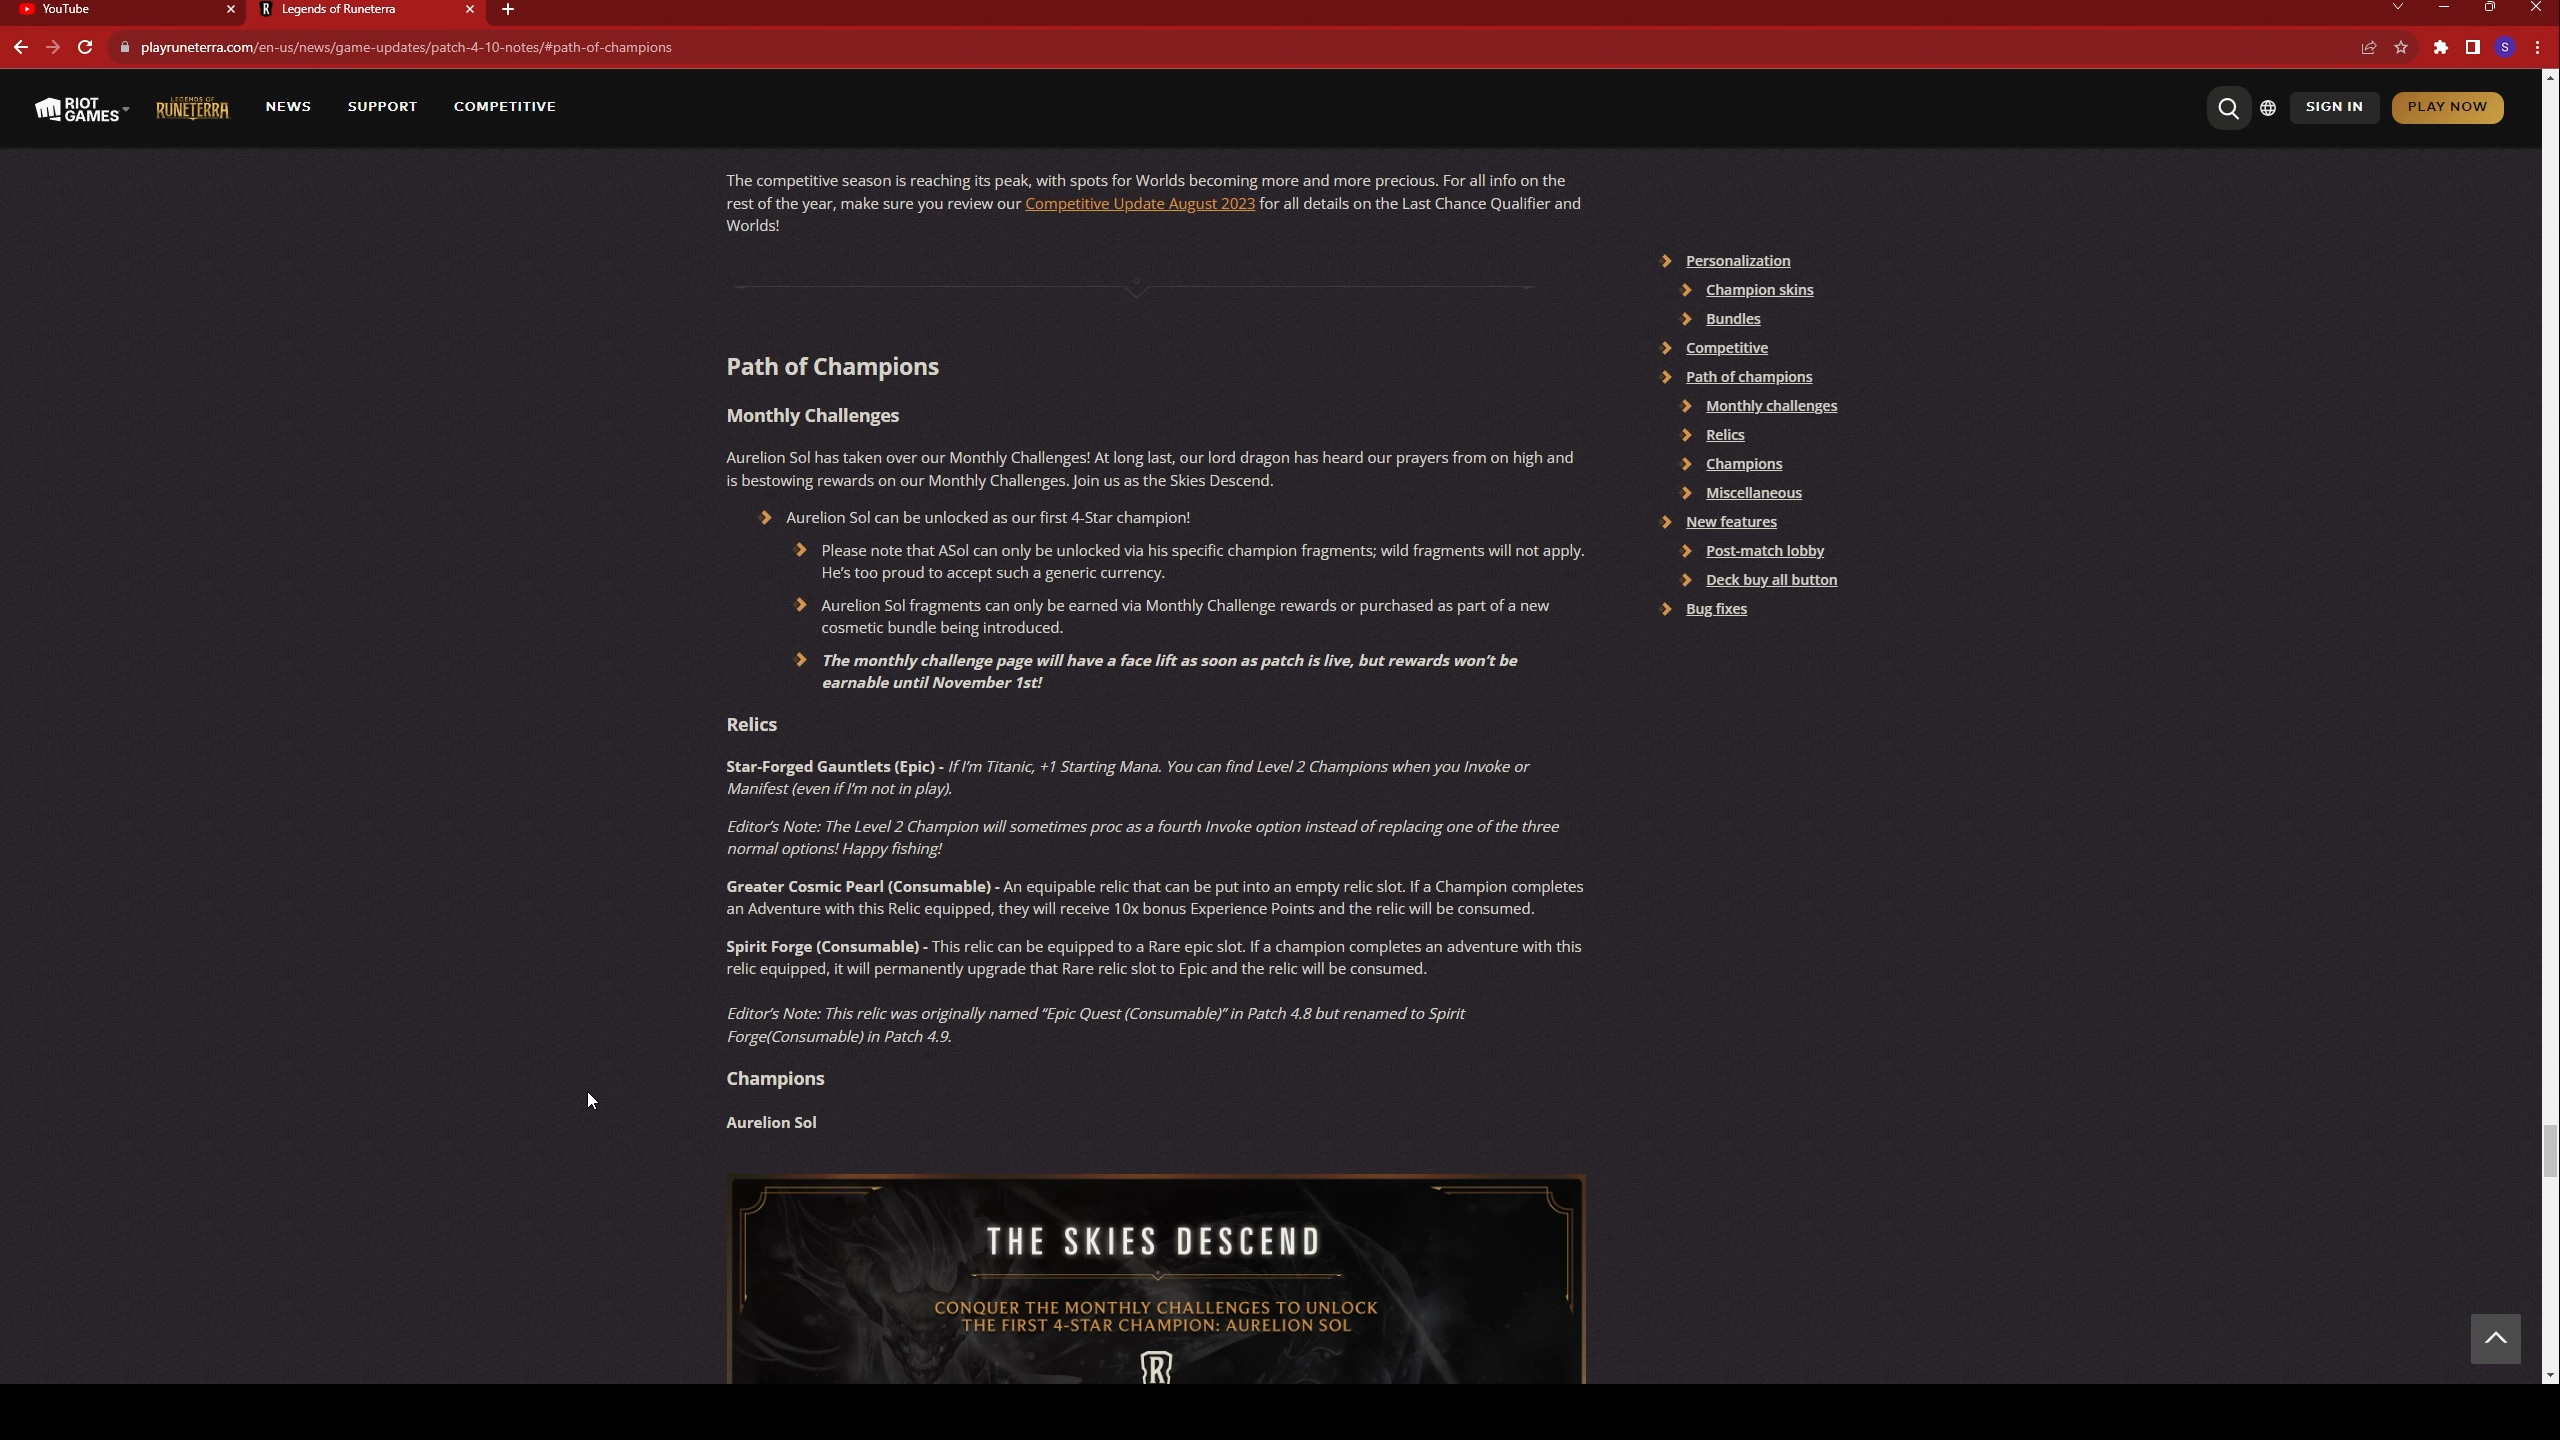 YouTube
Legends of Runeterra
playruneterra.com/en-us/news/game-updates/patch-4-10-notes/#path-of-champions
S
RIOT GAMES
LEGENDS OF RUNETERRA
NEWS
SUPPORT
COMPETITIVE
SIGN IN
PLAY NOW
The competitive season is reaching its peak, with spots for Worlds becoming more and more precious. For all info on the
rest of the year, make sure you review our Competitive Update August 2023 for all details on the Last Chance Qualifier and
Worlds!
Path of Champions
Monthly Challenges
Aurelion Sol has taken over our Monthly Challenges! At long last, our lord dragon has heard our prayers from on high and
is bestowing rewards on our Monthly Challenges. Join us as the Skies Descend.
Aurelion Sol can be unlocked as our first 4-Star champion!
Please note that ASol can only be unlocked via his specific champion fragments; wild fragments will not apply.
He's too proud to accept such a generic currency.
Aurelion Sol fragments can only be earned via Monthly Challenge rewards or purchased as part of a new
cosmetic bundle being introduced.
The monthly challenge page will have a face lift as soon as patch is live, but rewards won't be
earnable until November 1st!
Relics
Star-Forged Gauntlets (Epic) - If I'm Titanic, +1 Starting Mana. You can find Level 2 Champions when you Invoke or
Manifest (even if I'm not in play).
Editor's Note: The Level 2 Champion will sometimes proc as a fourth Invoke option instead of replacing one of the three
normal options! Happy fishing!
Greater Cosmic Pearl (Consumable) - An equipable relic that can be put into an empty relic slot. If a Champion completes
an Adventure with this Relic equipped, they will receive 10x bonus Experience Points and the relic will be consumed.
Spirit Forge (Consumable) - This relic can be equipped to a Rare epic slot. If a champion completes an adventure with this
relic equipped, it will permanently upgrade that Rare relic slot to Epic and the relic will be consumed.
Editor's Note: This relic was originally named “Epic Quest (Consumable)” in Patch 4.8 but renamed to Spirit
Forge(Consumable) in Patch 4.9.
Champions
Aurelion Sol
THE SKIES DESCEND
CONQUER THE MONTHLY CHALLENGES TO UNLOCK
THE FIRST 4-STAR CHAMPION: AURELION SOL
R
Personalization
Champion skins
Bundles
Competitive
Path of champions
Monthly challenges
Relics
Champions
Miscellaneous
New features
Post-match lobby
Deck buy all button
Bug fixes